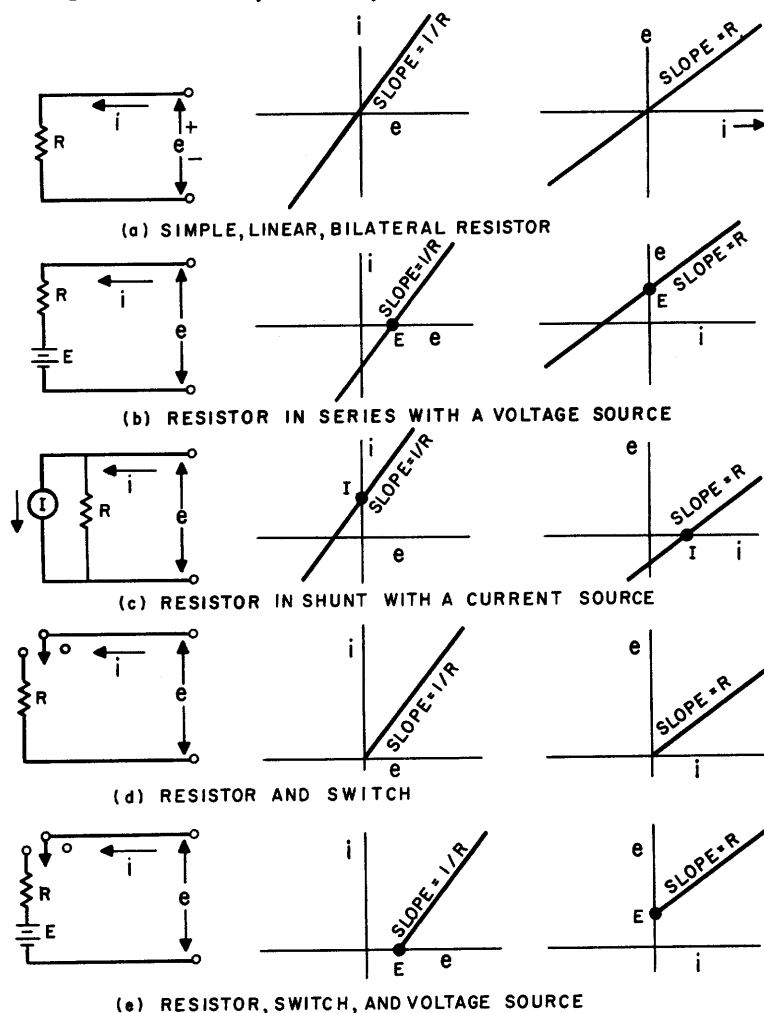 i
SLOPE=1/R
e
e
SLOPE=R
i
R
i
+
e
-
(a) SIMPLE, LINEAR, BILATERAL RESISTOR
i
SLOPE=1/R
E
e
e
SLOPE=R
E
i
R
E
i
e
(b) RESISTOR IN SERIES WITH A VOLTAGE SOURCE
I
R
i
e
i
I
SLOPE=1/R
e
e
SLOPE=R
I
i
(c) RESISTOR IN SHUNT WITH A CURRENT SOURCE
R
i
e
i
SLOPE=1/R
e
e
SLOPE=R
i
(d) RESISTOR AND SWITCH
R
E
i
e
i
SLOPE=1/R
E
e
e
E
SLOPE=R
i
(e) RESISTOR, SWITCH, AND VOLTAGE SOURCE